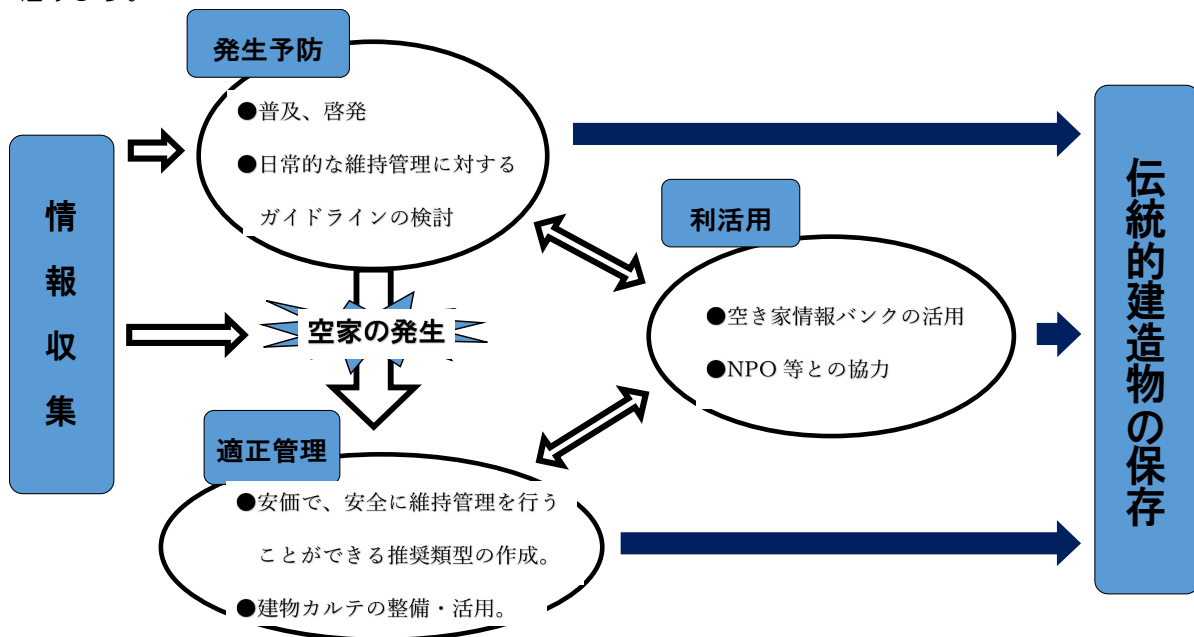 発生予防
●普及、啓発
●日常的な維持管理に対する
ガイドラインの検討
情報収集
空家の発生
利活用
●空き家情報バンクの活用
●NPO 等との協力
適正管理
●安価で、安全に維持管理を行う
ことができる推奨類型の作成。
●建物カルテの整備・活用。
伝統的建造物の保存